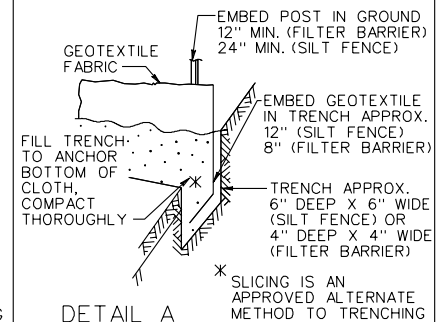 EMBED POST IN GROUND
12" MIN. (FILTER BARRIER)
24" MIN. (SILT FENCE)
GEOTEXTILE
FABRIC
EMBED GEOTEXTILE
IN TRENCH APPROX.
12" (SILT FENCE)
8" (FILTER BARRIER)
FILL TRENCH
TO ANCHOR
BOTTOM OF
CLOTH,
COMPACT
THOROUGHLY
TRENCH APPROX.
6" DEEP X 6" WIDE
(SILT FENCE) OR
4" DEEP X 4" WIDE
(FILTER BARRIER)
* SLICING IS AN
APPROVED ALTERNATE
METHOD TO TRENCHING
DETAIL A